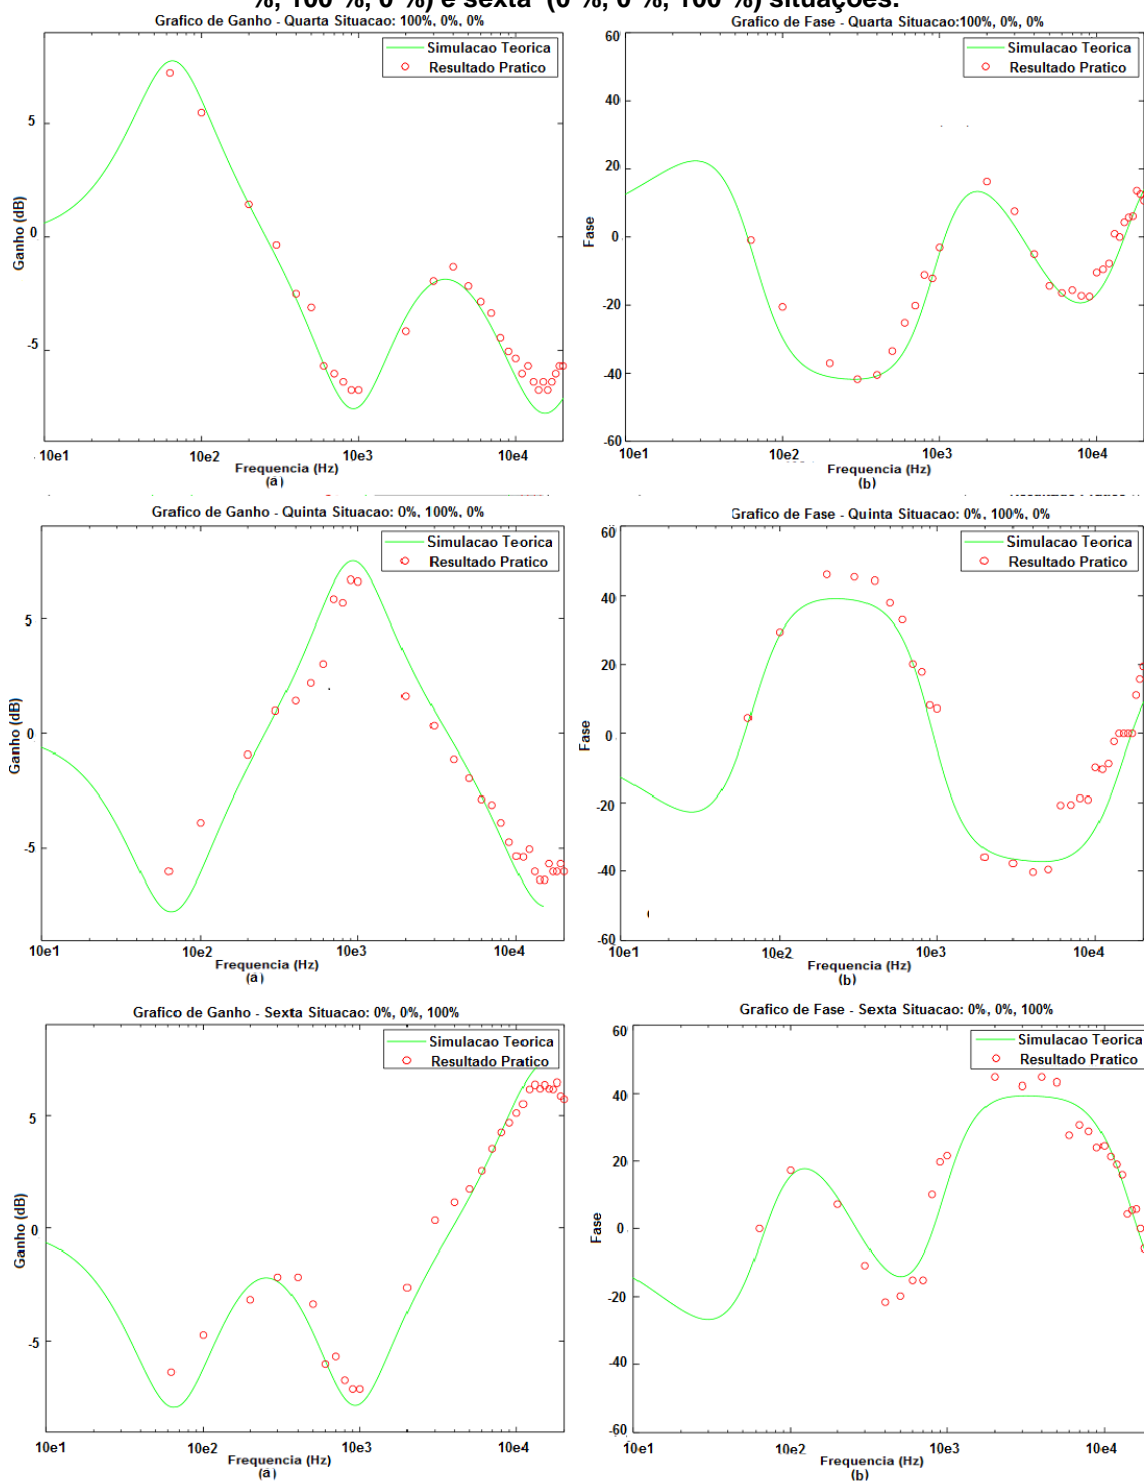 %, 100 %, 0 %) e sexta (0 %, 0 %, 100 %) situações.
Grafico de Ganho - Quarta Situacao: 100%, 0%, 0%
Simulacao Teorica
Resultado Pratico
5
0
-5
Ganho (dB)
10e1
10e2
10e3
10e4
Frequencia (Hz)
(a)
Grafico de Fase - Quarta Situacao:100%, 0%, 0%
Simulacao Teorica
Resultado Pratico
60
40
20
0
-20
-40
-60
Fase
10e1
10e2
10e3
10e4
Frequencia (Hz)
(b)
Grafico de Ganho - Quinta Situacao: 0%, 100%, 0%
Simulacao Teorica
Resultado Pratico
5
0
-5
Ganho (dB)
10e1
10e2
10e3
10e4
Frequencia (Hz)
(a)
Grafico de Fase - Quinta Situacao: 0%, 100%, 0%
Simulacao Teorica
Resultado Pratico
60
40
20
0
-20
-40
-60
Fase
10e1
10e2
10e3
10e4
Frequencia (Hz)
(b)
Grafico de Ganho - Sexta Situacao: 0%, 0%, 100%
Simulacao Teorica
Resultado Pratico
5
0
-5
Ganho (dB)
10e1
10e2
10e3
10e4
Frequencia (Hz)
(a)
Grafico de Fase - Sexta Situacao: 0%, 0%, 100%
Simulacao Teorica
Resultado Pratico
60
40
20
0
-20
-40
-60
Fase
10e1
10e2
10e3
10e4
Frequencia (Hz)
(b)